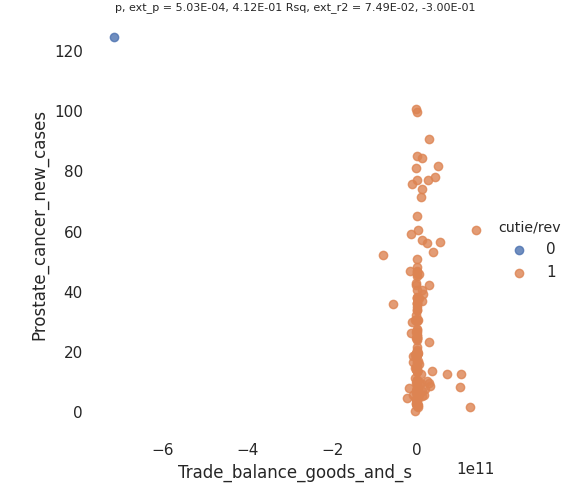 p, ext_p = 5.03E-04, 4.12E-01 Rsq, ext_r2 = 7.49E-02, -3.00E-01
120
100
80
60
40
20
0
Prostate_cancer_new_cases
−6
−4
−2
0
1e11
Trade_balance_goods_and_s
cutie/rev
0
1